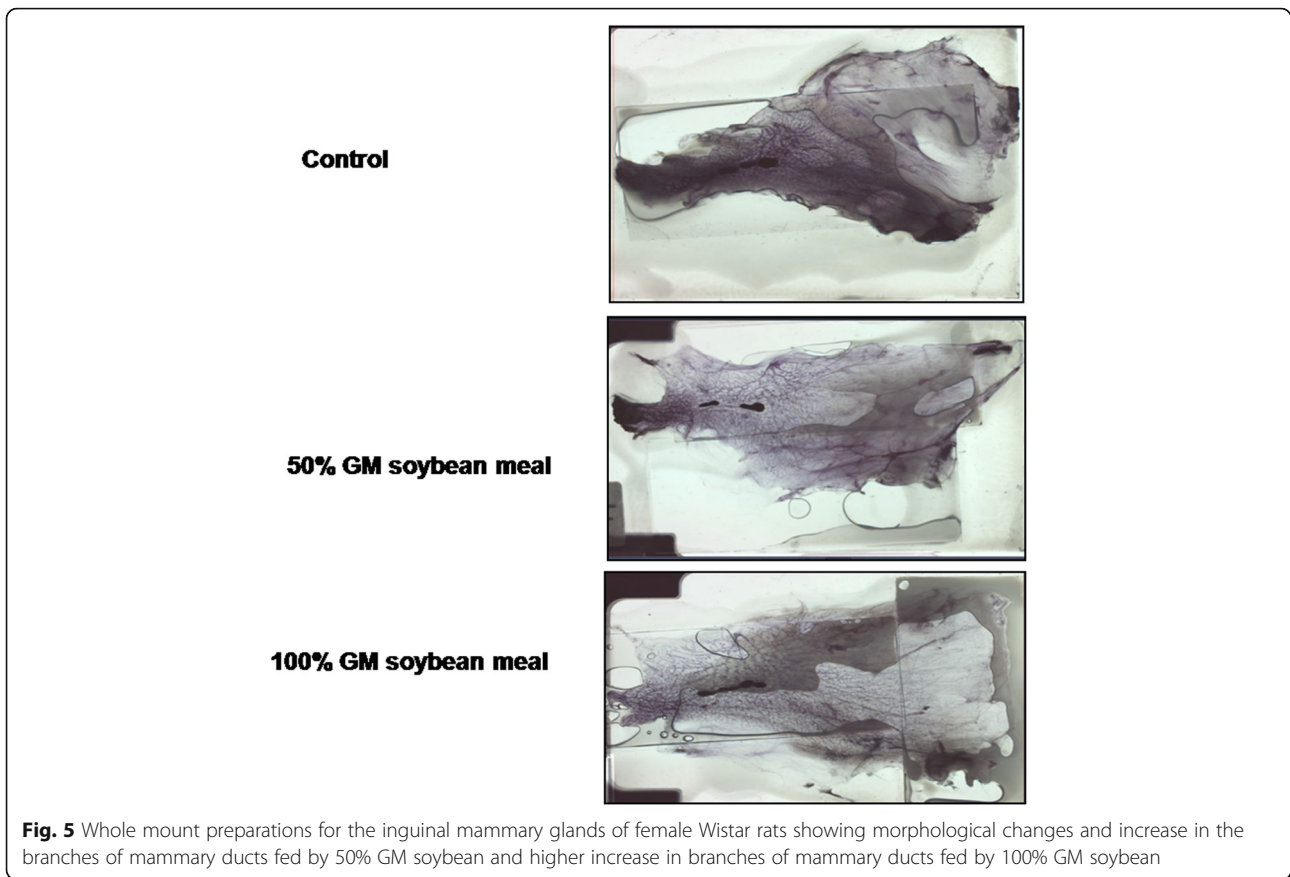 Control
50% GM soybean meal
100% GM soybean meal
Fig. 5 Whole mount preparations for the inguinal mammary glands of female Wistar rats showing morphological changes and increase in the
branches of mammary ducts fed by 50% GM soybean and higher increase in branches of mammary ducts fed by 100% GM soybean